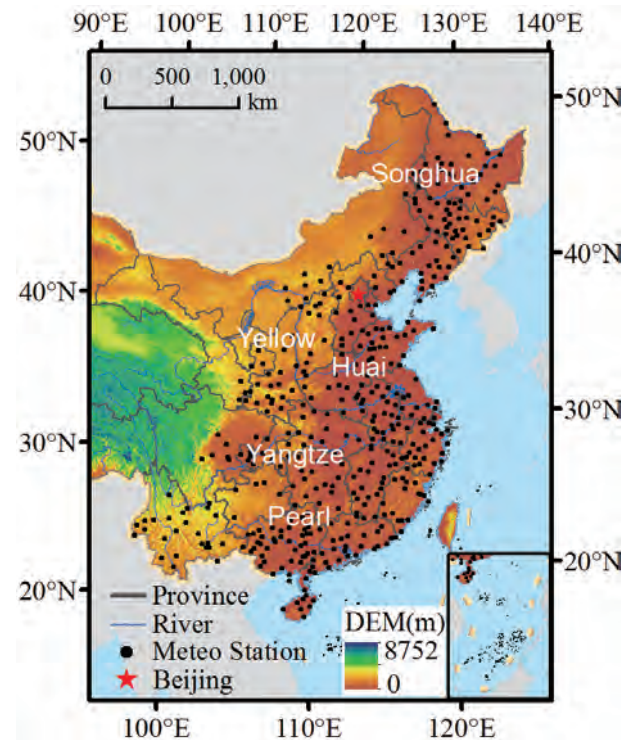 90°E 100°E 110°E 120°E 130°E 140°E
0 500 1,000
km
50°N
50°N
Songhua
40°N
40°N
Yellow
Huai
30°N
30°N
Yangtze
Pearl
20°N
20°N
Province
River
Meteo Station
Beijing
DEM(m)
8752
0
100°E 110°E 120°E